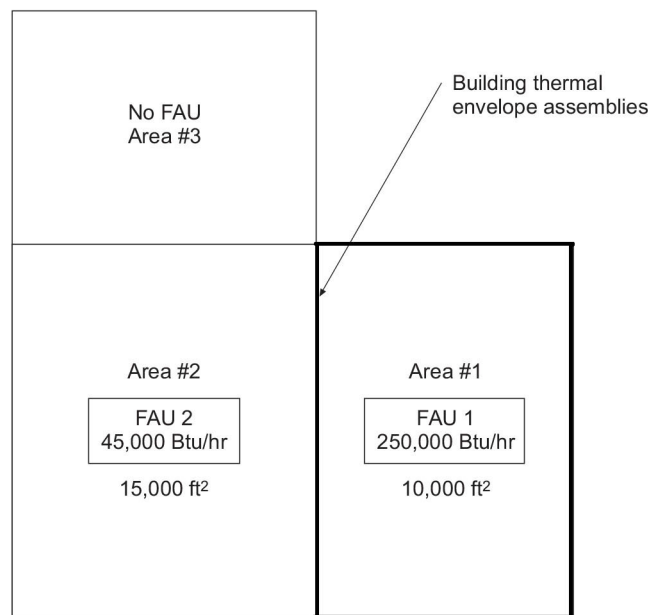 No FAU
Area #3
Building thermal
envelope assemblies
Area #2
FAU 2
45,000 Btu/hr
15,000 ft²
Area #1
FAU 1
250,000 Btu/hr
10,000 ft²